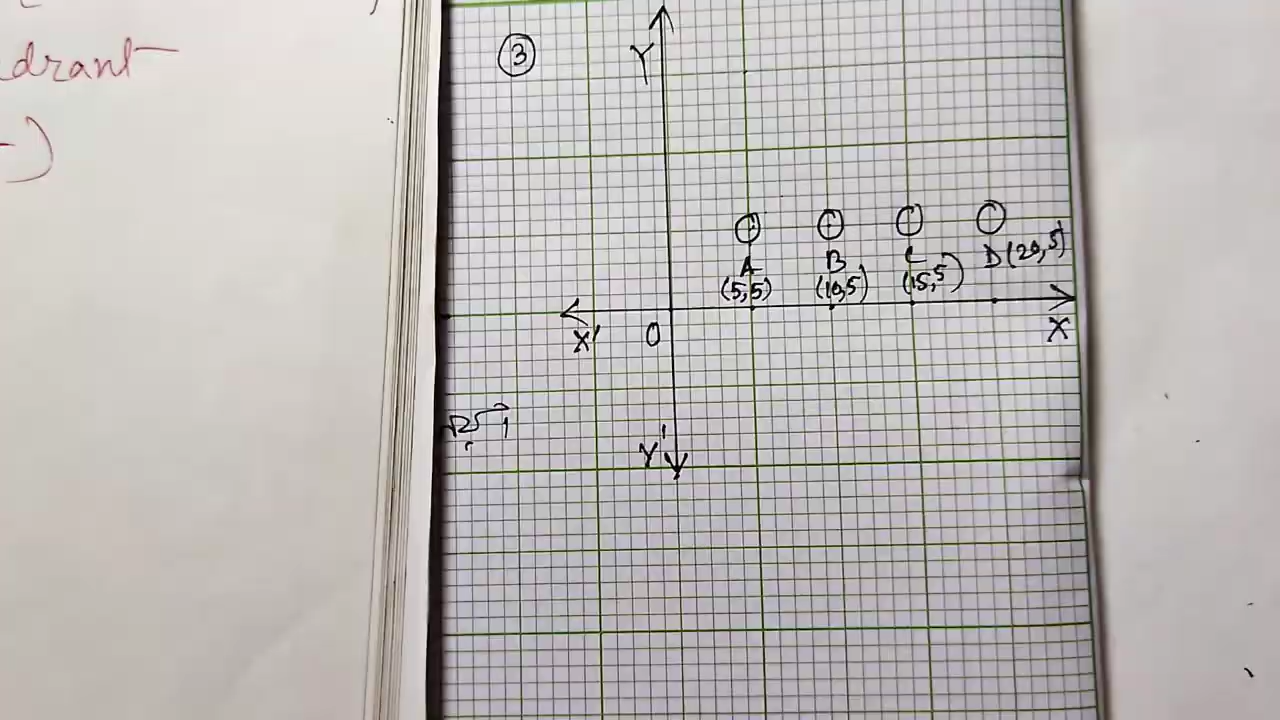 drant
-)
3
Y
A
(5,5)
B
(10,5)
C
(15,5)
D(20,5)
X'
O
X
Y'